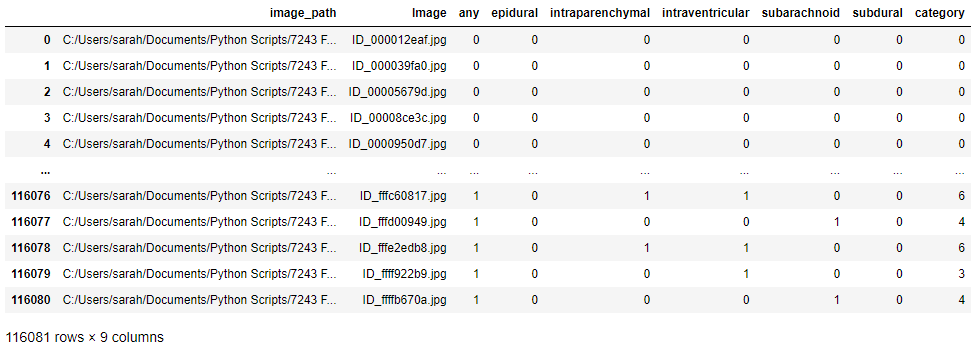 image_path Image any epidural intraparenchymal intraventricular subarachnoid subdural category
0 C:/Users/sarah/Documents/Python Scripts/7243 F... ID_000012eaf.jpg 0 0 0 0 0 0 0
1 C:/Users/sarah/Documents/Python Scripts/7243 F... ID_000039fa0.jpg 0 0 0 0 0 0 0
2 C:/Users/sarah/Documents/Python Scripts/7243 F... ID_00005679d.jpg 0 0 0 0 0 0 0
3 C:/Users/sarah/Documents/Python Scripts/7243 F... ID_00008ce3c.jpg 0 0 0 0 0 0 0
4 C:/Users/sarah/Documents/Python Scripts/7243 F... ID_0000950d7.jpg 0 0 0 0 0 0 0
... ... ... ... ... ... ... ... ... ...
116076 C:/Users/sarah/Documents/Python Scripts/7243 F... ID_fffc60817.jpg 1 0 1 1 0 0 6
116077 C:/Users/sarah/Documents/Python Scripts/7243 F... ID_fffd00949.jpg 1 0 0 0 1 0 4
116078 C:/Users/sarah/Documents/Python Scripts/7243 F... ID_fffe2edb8.jpg 1 0 1 1 0 0 6
116079 C:/Users/sarah/Documents/Python Scripts/7243 F... ID_ffff922b9.jpg 1 0 0 1 0 0 3
116080 C:/Users/sarah/Documents/Python Scripts/7243 F... ID_ffffb670a.jpg 1 0 0 0 1 0 4
116081 rows × 9 columns